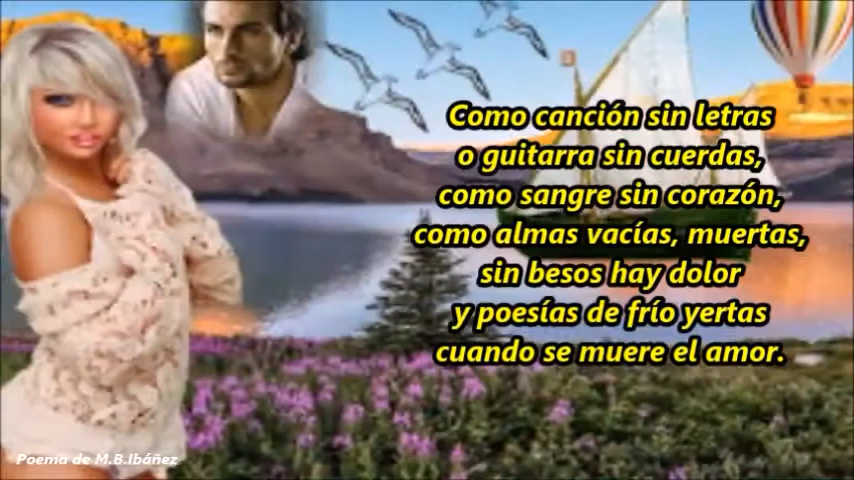 Como canción sin letras
o guitarra sin cuerdas,
como sangre sin corazón,
como almas vacías, muertas,
sin besos hay dolor
y poesías de frío yertas
cuando se muere el amor.
Poema de M.B.Ibáñez